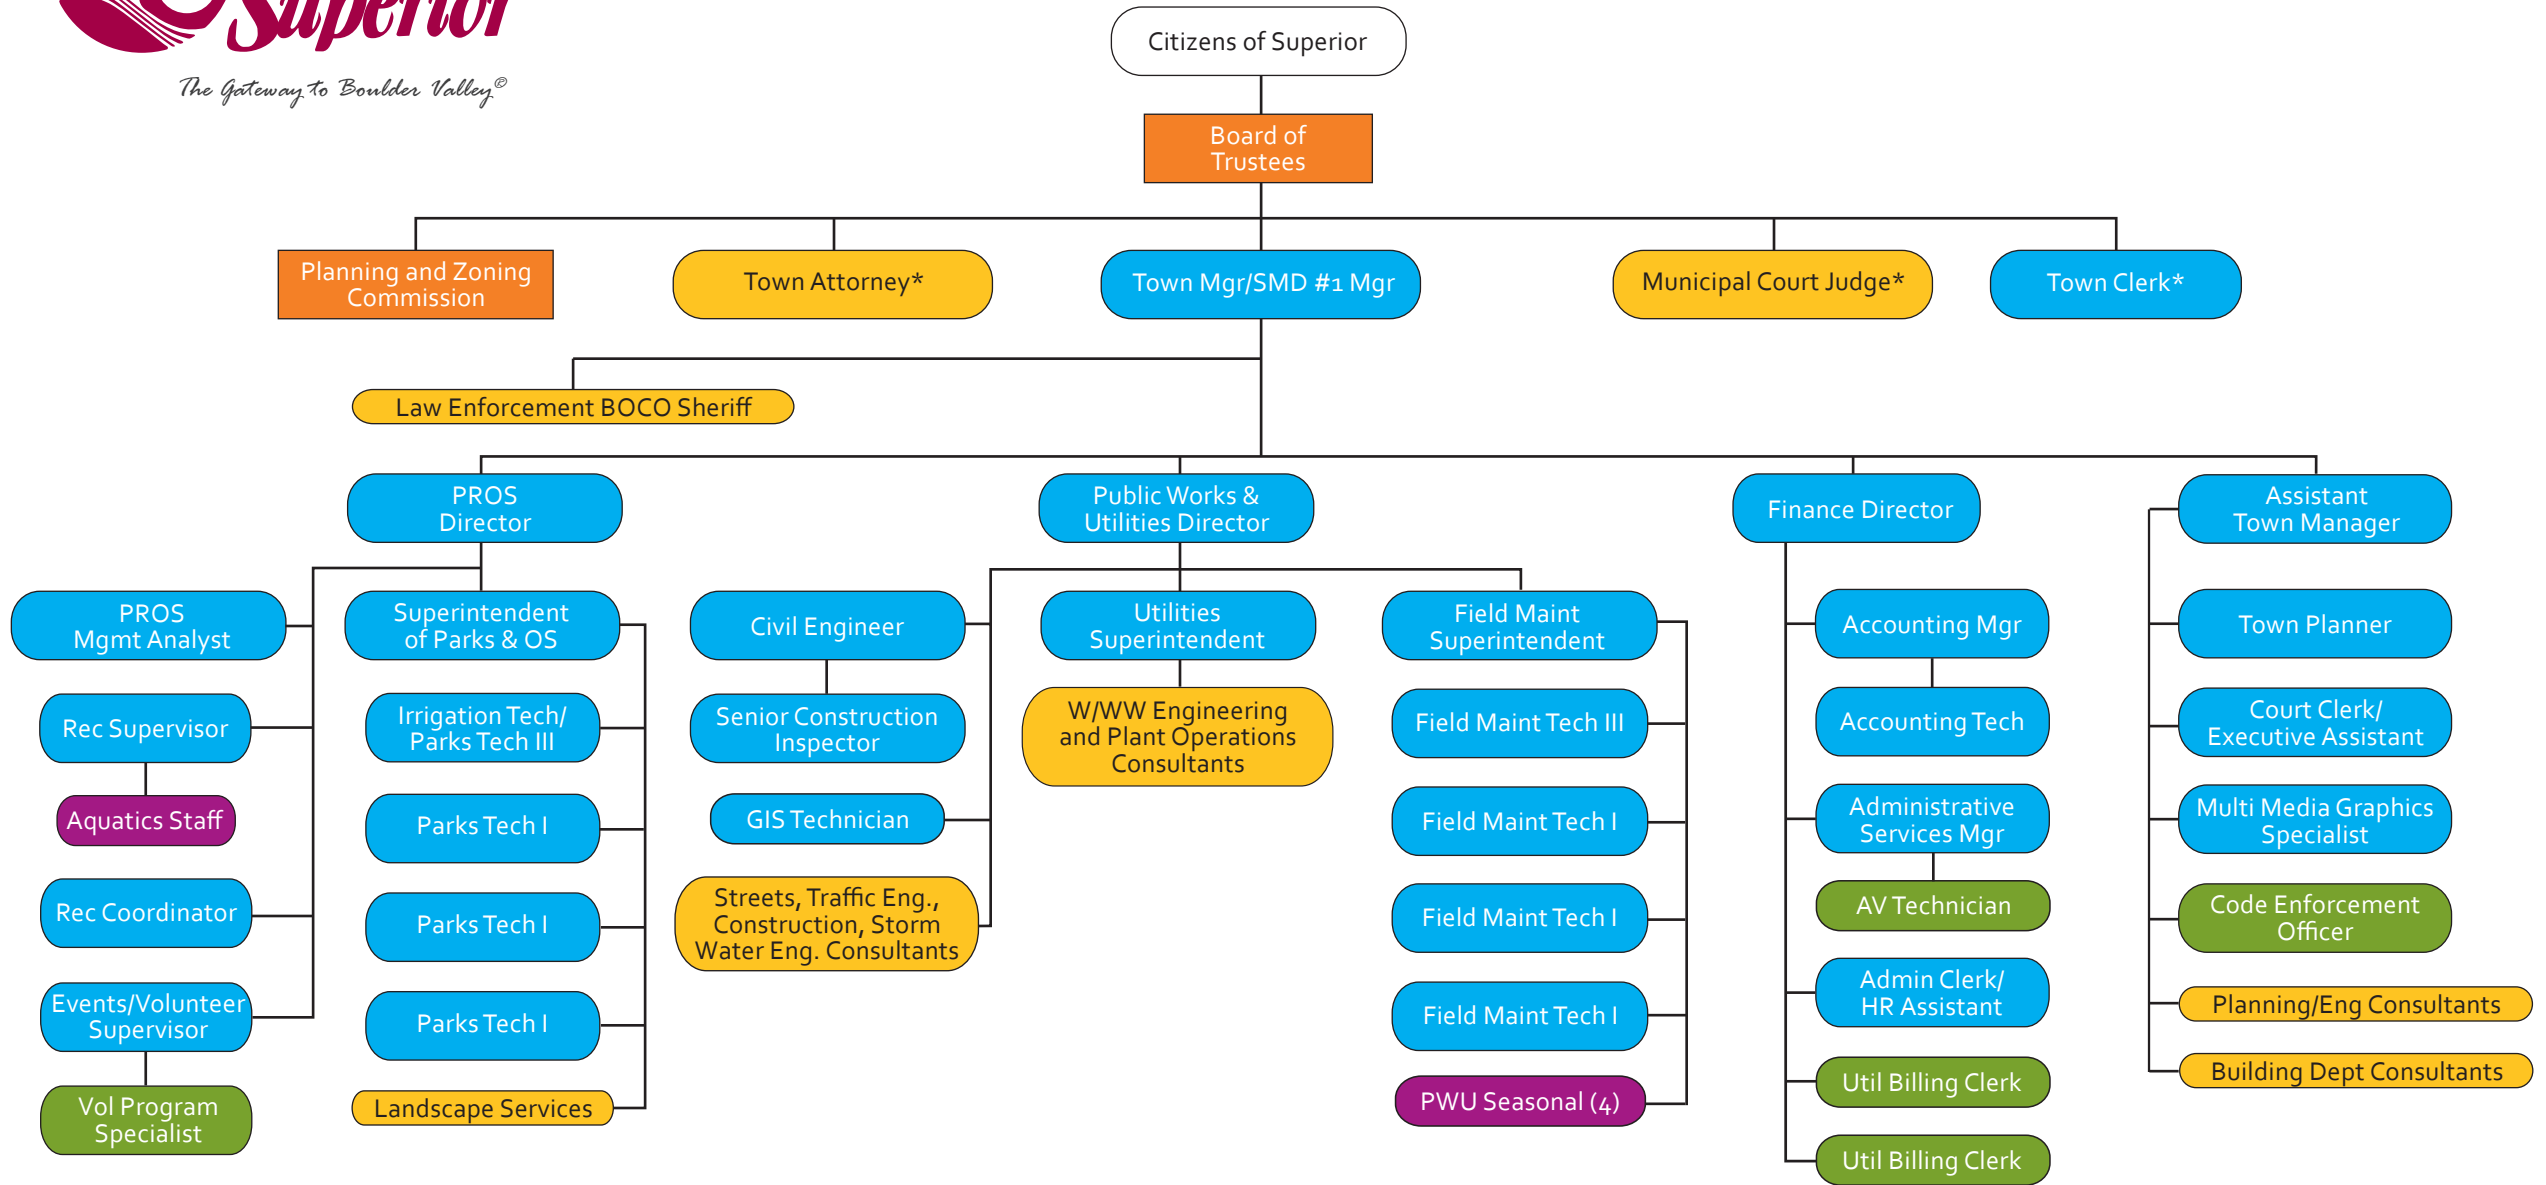 Superior
The Gateway to Boulder Valley®
Citizens of Superior
Board of
Trustees
Planning and Zoning
Commission
Town Attorney*
Town Mgr/SMD #1 Mgr
Municipal Court Judge*
Town Clerk*
Law Enforcement BOCO Sheriff
PROS
Director
Public Works &
Utilities Director
Finance Director
Assistant
Town Manager
PROS
Mgmt Analyst
Rec Supervisor
Aquatics Staff
Rec Coordinator
Events/Volunteer
Supervisor
Vol Program
Specialist
Superintendent
of Parks & OS
Irrigation Tech/
Parks Tech III
Parks Tech I
Parks Tech I
Parks Tech I
Landscape Services
Civil Engineer
Senior Construction
Inspector
GIS Technician
Streets, Traffic Eng.,
Construction, Storm
Water Eng. Consultants
Utilities
Superintendent
W/WW Engineering
and Plant Operations
Consultants
Field Maint
Superintendent
Field Maint Tech III
Field Maint Tech I
Field Maint Tech I
Field Maint Tech I
PWU Seasonal (4)
Accounting Mgr
Accounting Tech
Administrative
Services Mgr
AV Technician
Admin Clerk/
HR Assistant
Util Billing Clerk
Util Billing Clerk
Town Planner
Court Clerk/
Executive Assistant
Multi Media Graphics
Specialist
Code Enforcement
Officer
Planning/Eng Consultants
Building Dept Consultants